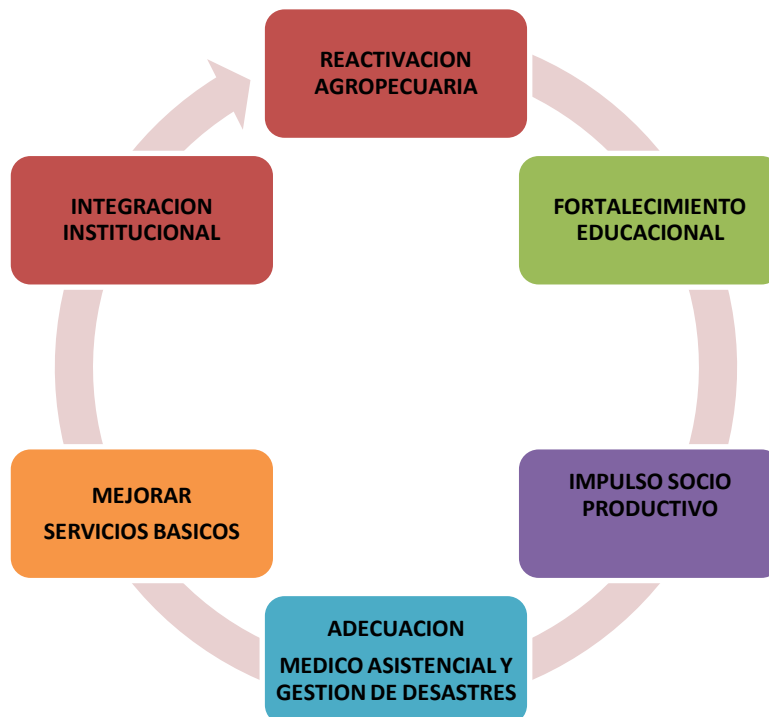 REACTIVACION
AGROPECUARIA
FORTALECIMIENTO
EDUCACIONAL
IMPULSO SOCIO
PRODUCTIVO
ADECUACION
MEDICO ASISTENCIAL Y
GESTION DE DESASTRES
MEJORAR
SERVICIOS BASICOS
INTEGRACION
INSTITUCIONAL